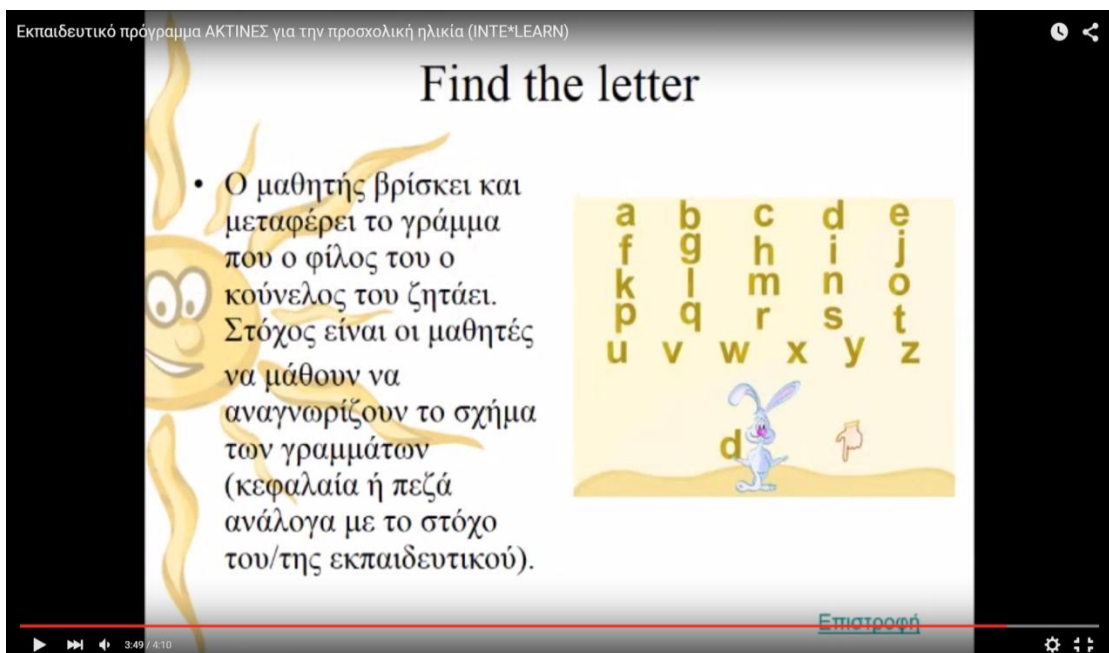 Εκπαιδευτικό πρόγραμμα ΑΚΤΙΝΕΣ για την προσχολική ηλικία (INTE*LEARN)
Find the letter
• Ο μαθητής βρίσκει και
μεταφέρει το γράμμα
που ο φίλος του ο
κούνελος του ζητάει.
Στόχος είναι οι μαθητές
να μάθουν να
αναγνωρίζουν το σχήμα
των γραμμάτων
(κεφαλαία ή πεζά
ανάλογα με το στόχο
του/της εκπαιδευτικού).
a b c d e
f g h i j
k l m n o
p q r s t
u v w x y z
d
Επιστροφή
3:49 / 4:10